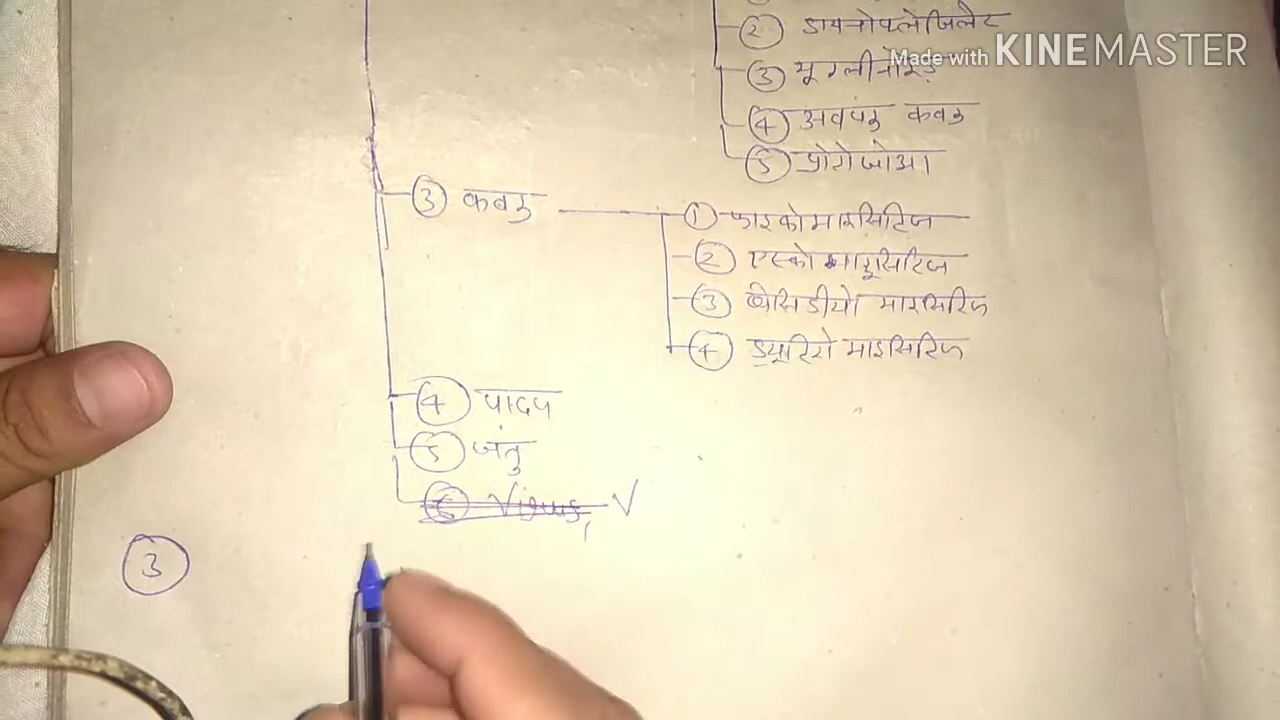 ② डायनोफ्लेजिलेट
Made with KINEMASTER
③ यूग्लीनोइड
④ अवपंक कवक
⑤ प्रोटोजोआ
③ कवक
① फाइकोमाइसिटिज
② एस्कोमाइसिटिज
③ बेसिडीयो माइसिटिज
④ ड्यूटिरो माइसिटिज
④ पादप
⑤ जंतु
⑥ Virus, V
③